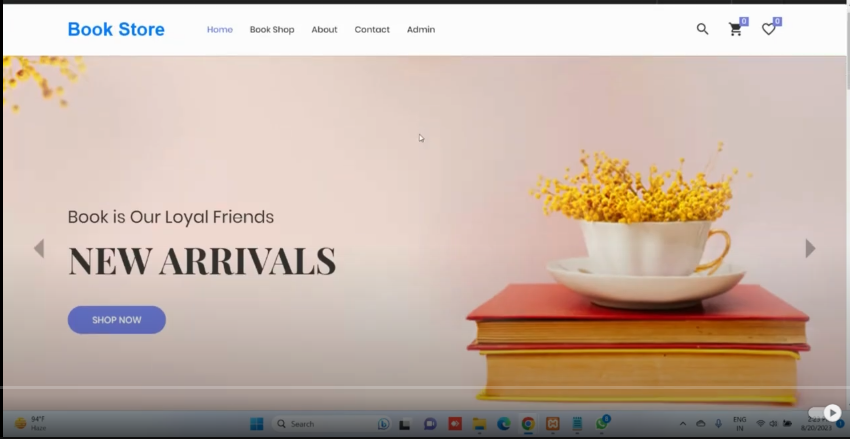 Book Store
Home Book Shop About Contact Admin
0 0
Book is Our Loyal Friends
NEW ARRIVALS
SHOP NOW
94°F
Haze
Search
ENG
IN
8/20/2023